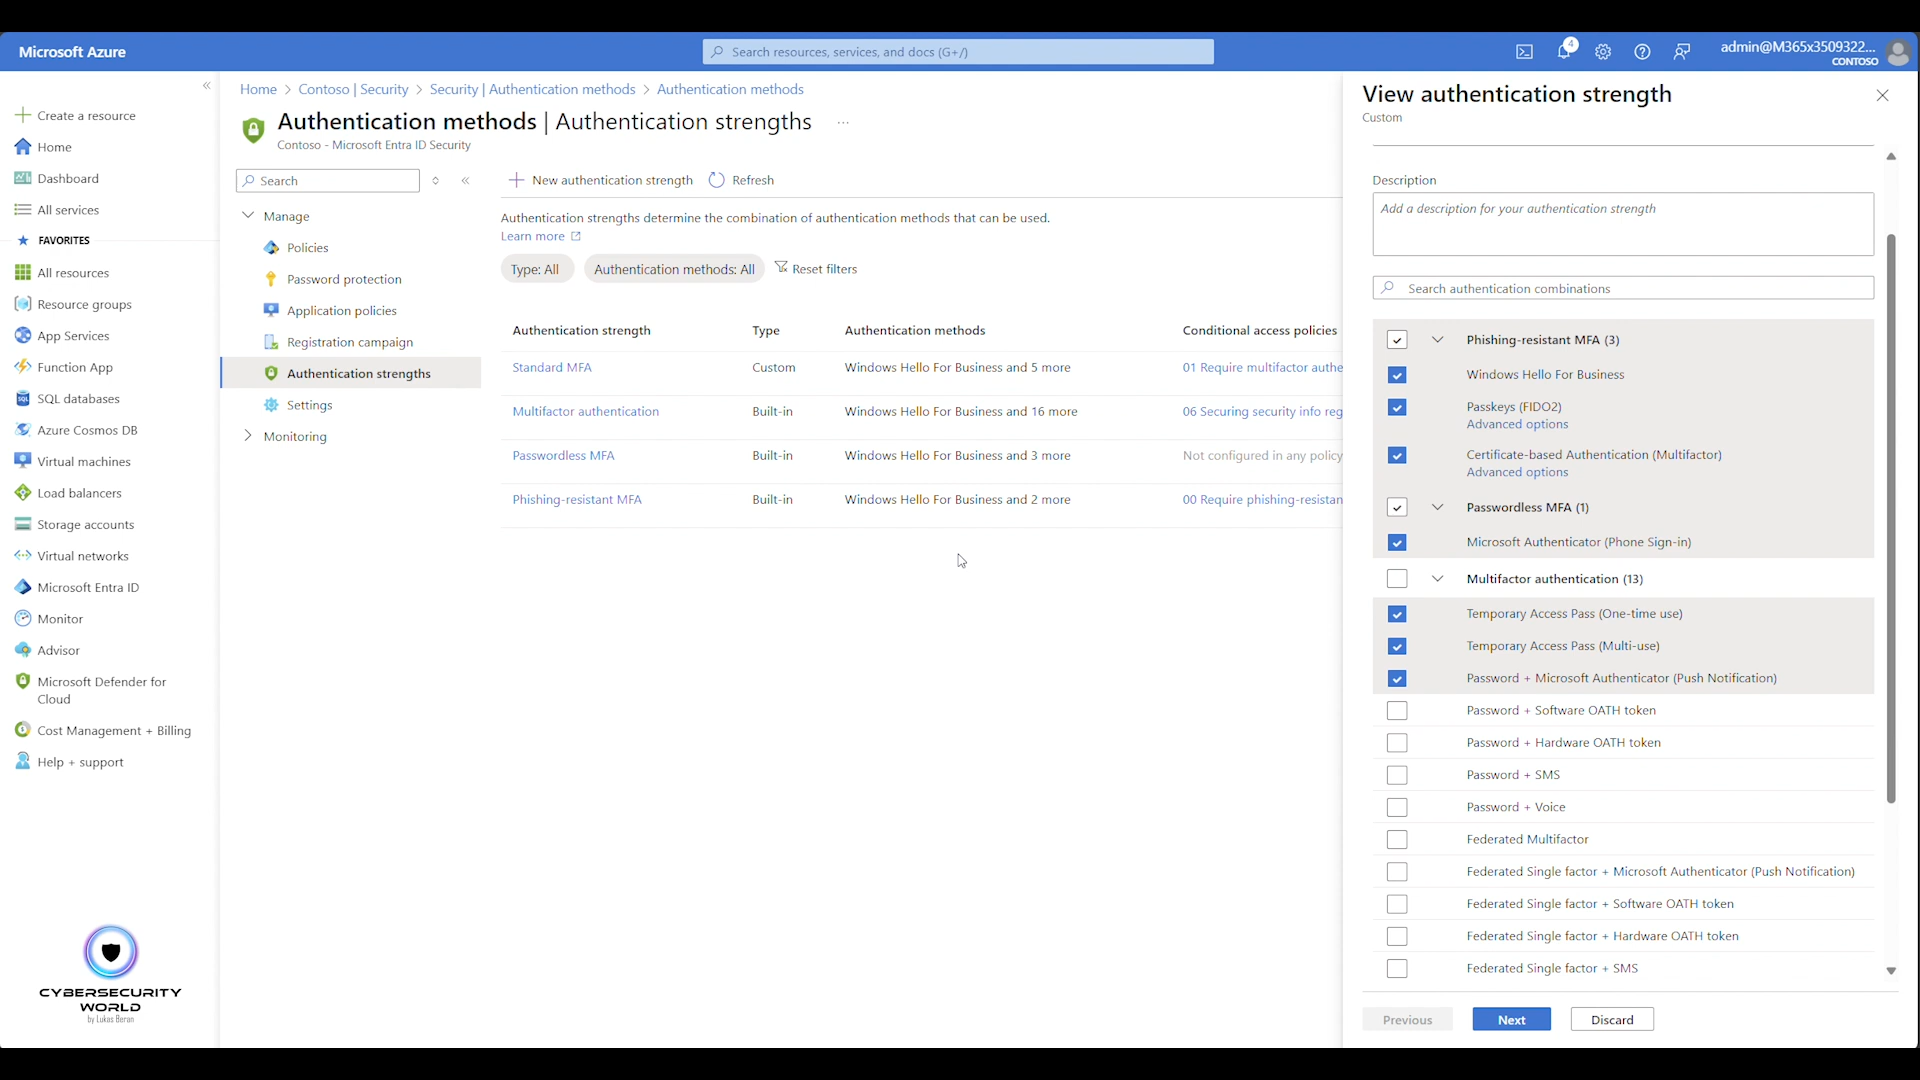 Microsoft Azure
Search resources, services, and docs (G+/)
4
admin@M365x3509322...
CONTOSO
Create a resource
Home
Dashboard
All services
FAVORITES
All resources
Resource groups
App Services
Function App
SQL databases
Azure Cosmos DB
Virtual machines
Load balancers
Storage accounts
Virtual networks
Microsoft Entra ID
Monitor
Advisor
Microsoft Defender for
Cloud
Cost Management + Billing
Help + support
CYBERSECURITY
WORLD
by Lukas Beran
Home > Contoso | Security > Security | Authentication methods > Authentication methods
Authentication methods | Authentication strengths ...
Contoso - Microsoft Entra ID Security
Search
Manage
Policies
Password protection
Application policies
Registration campaign
Authentication strengths
Settings
Monitoring
New authentication strength Refresh
Authentication strengths determine the combination of authentication methods that can be used.
Learn more
Type: All Authentication methods: All Reset filters
Authentication strength Type Authentication methods Conditional access policies
Standard MFA Custom Windows Hello For Business and 5 more 01 Require multifactor authe
Multifactor authentication Built-in Windows Hello For Business and 16 more 06 Securing security info reg
Passwordless MFA Built-in Windows Hello For Business and 3 more Not configured in any policy
Phishing-resistant MFA Built-in Windows Hello For Business and 2 more 00 Require phishing-resistan
View authentication strength
Custom
Description
Add a description for your authentication strength
Search authentication combinations
Phishing-resistant MFA (3)
Windows Hello For Business
Passkeys (FIDO2)
Advanced options
Certificate-based Authentication (Multifactor)
Advanced options
Passwordless MFA (1)
Microsoft Authenticator (Phone Sign-in)
Multifactor authentication (13)
Temporary Access Pass (One-time use)
Temporary Access Pass (Multi-use)
Password + Microsoft Authenticator (Push Notification)
Password + Software OATH token
Password + Hardware OATH token
Password + SMS
Password + Voice
Federated Multifactor
Federated Single factor + Microsoft Authenticator (Push Notification)
Federated Single factor + Software OATH token
Federated Single factor + Hardware OATH token
Federated Single factor + SMS
Previous Next Discard